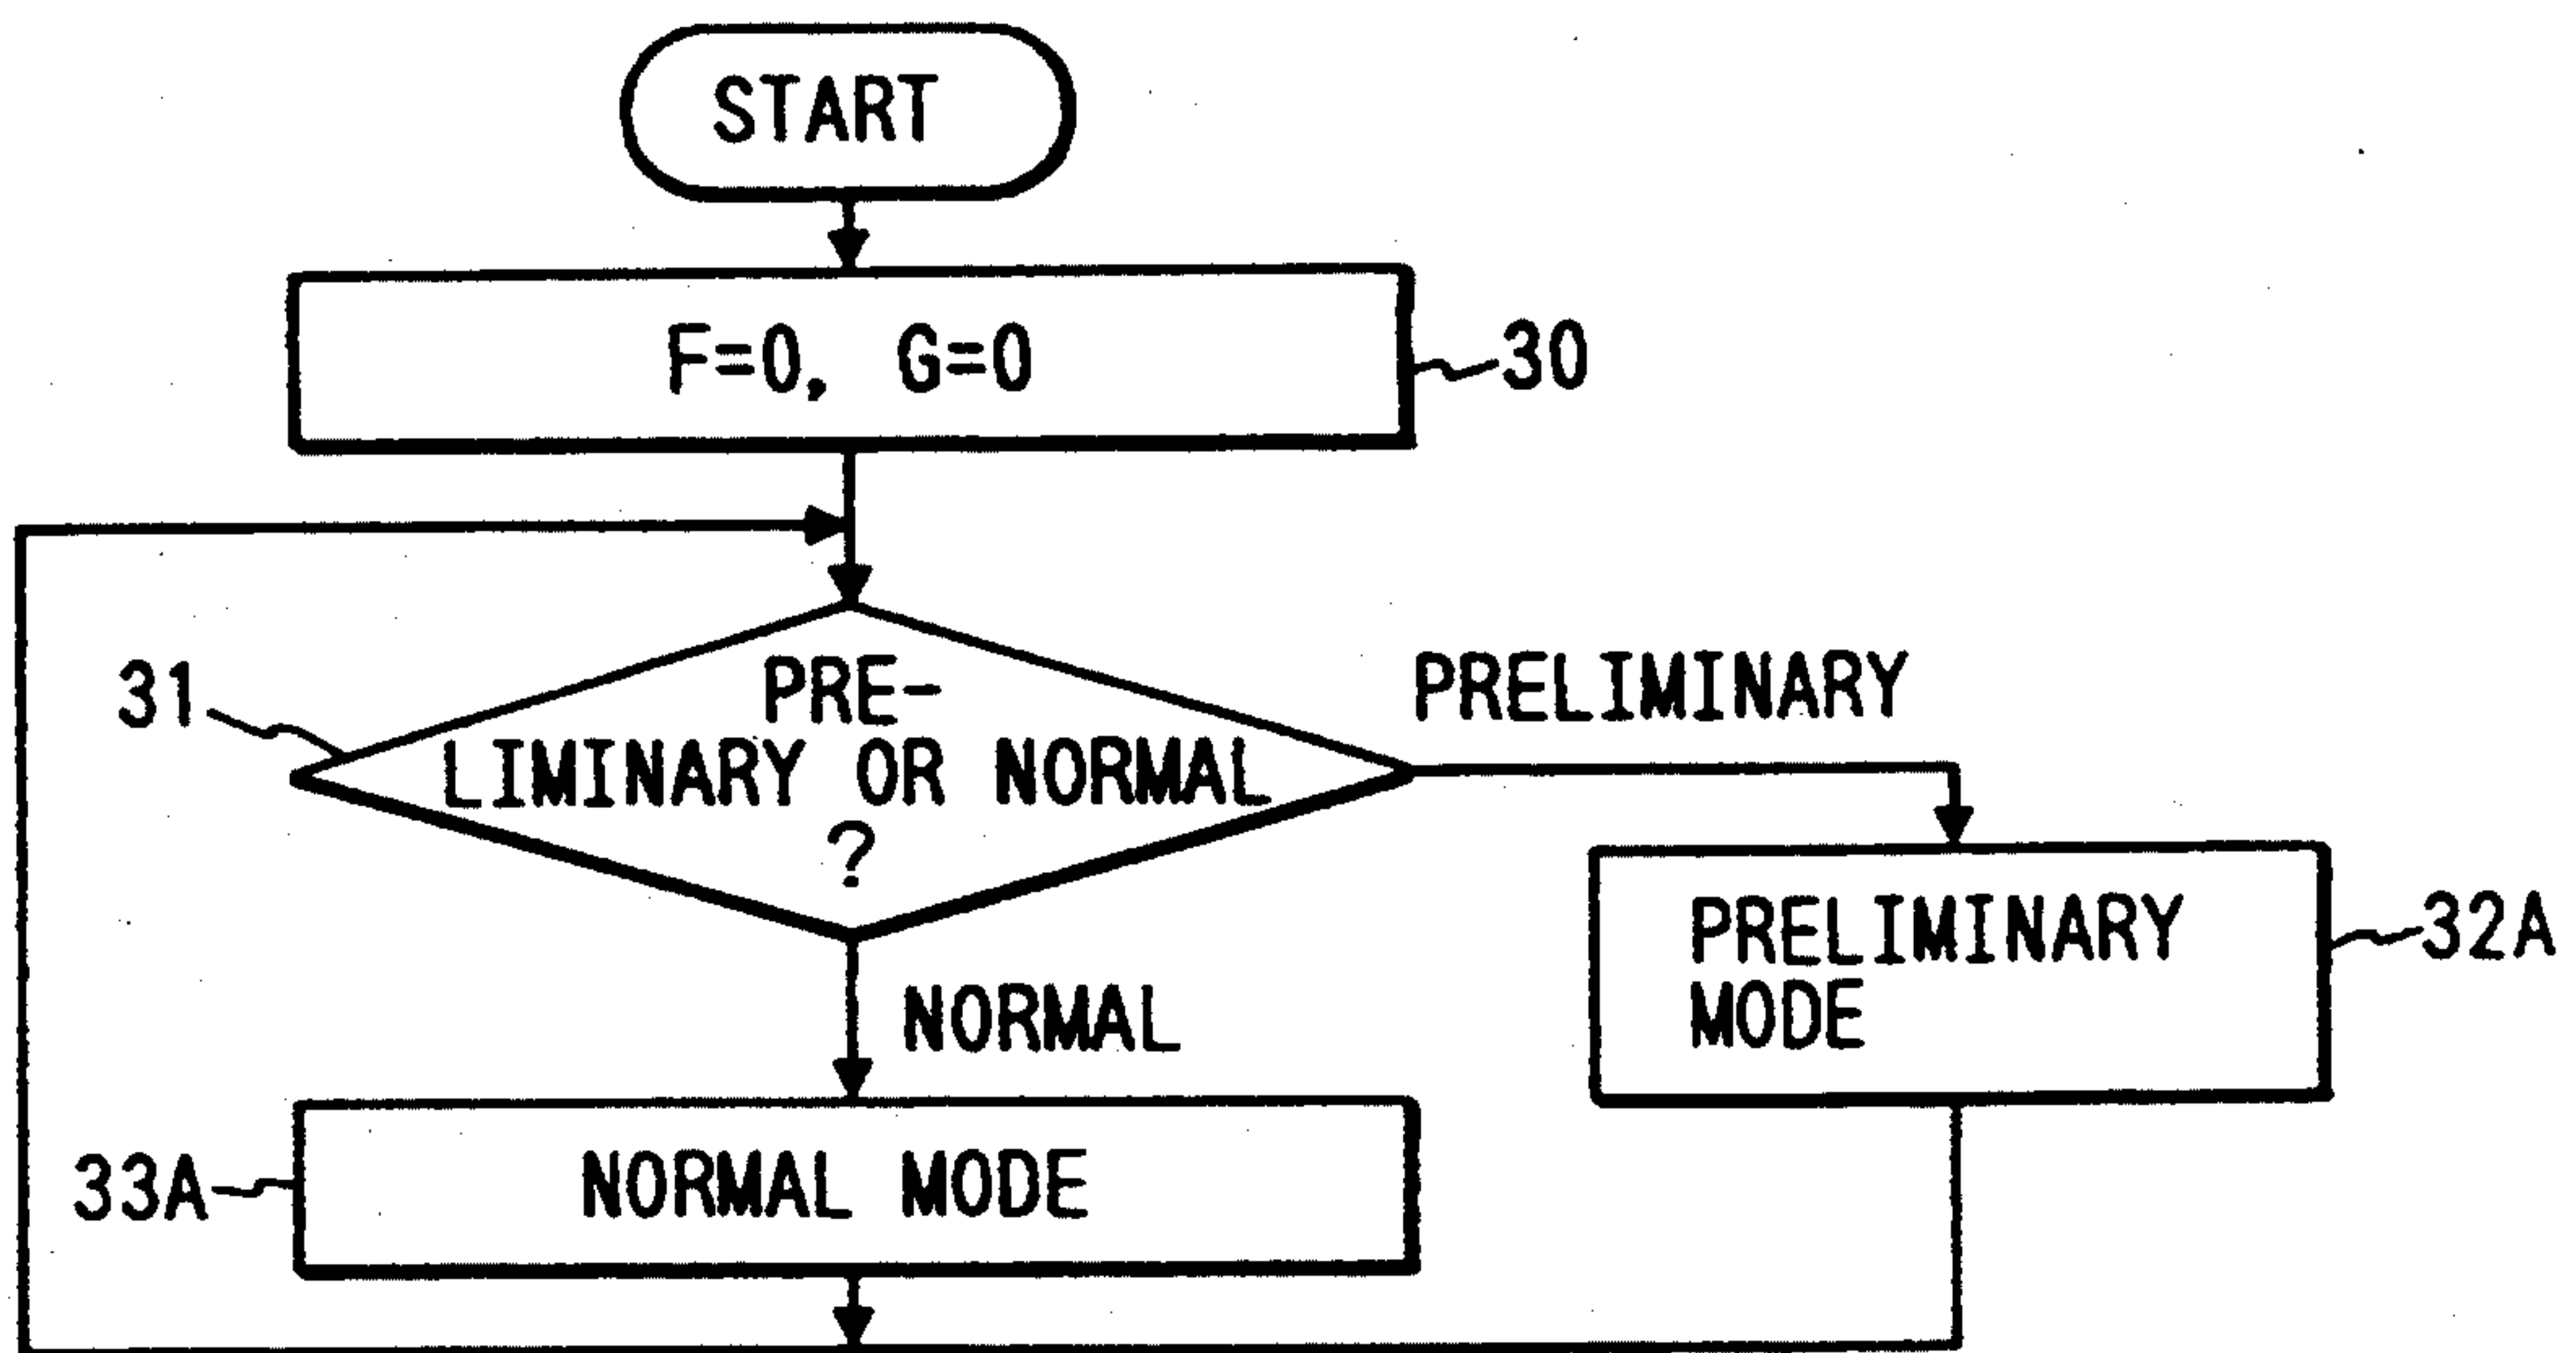 START
F=0, G=0
30
31
PRE-
LIMINARY OR NORMAL
?
PRELIMINARY
PRELIMINARY
MODE
32A
NORMAL
33A
NORMAL MODE